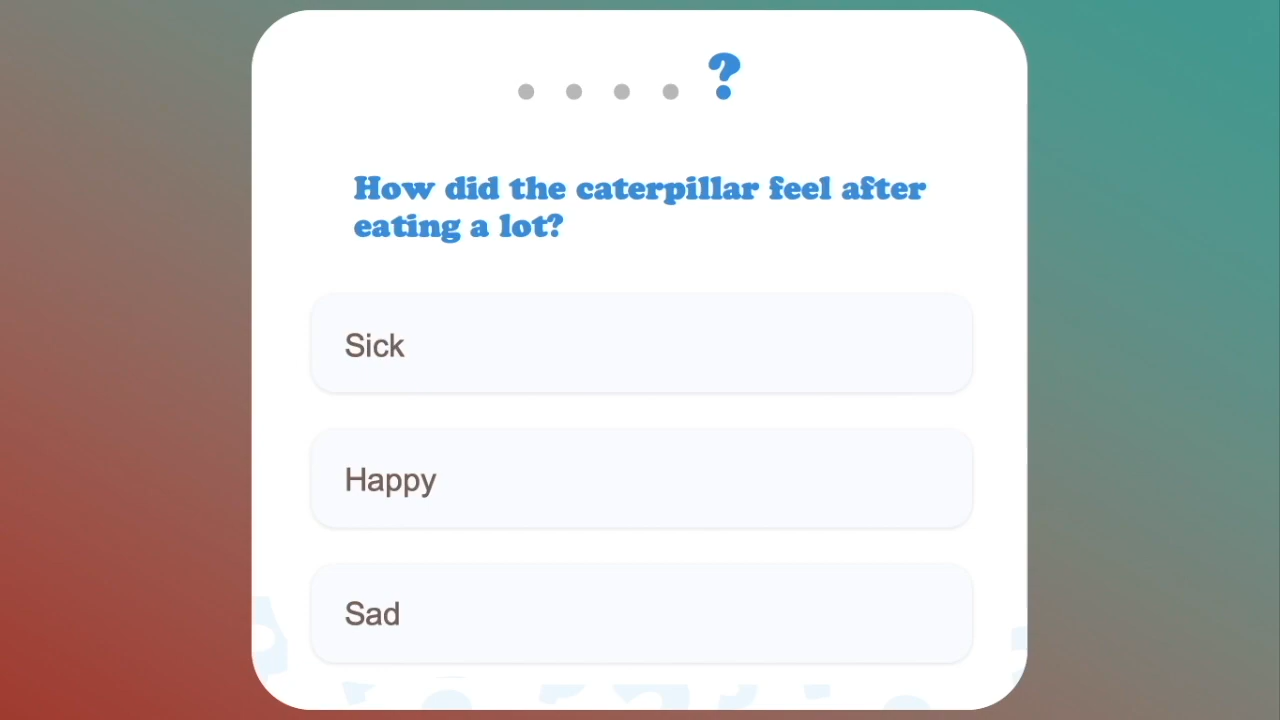 ?
How did the caterpillar feel after
eating a lot?
Sick
Happy
Sad